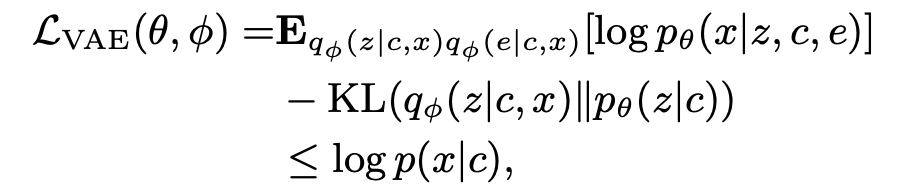 ℒ_VAE(θ, ϕ) = 𝐄_{q_ϕ(z|c,x)q_ϕ(e|c,x)}[log p_θ(x|z, c, e)]
− KL(q_ϕ(z|c, x)∥p_θ(z|c))
≤ log p(x|c),